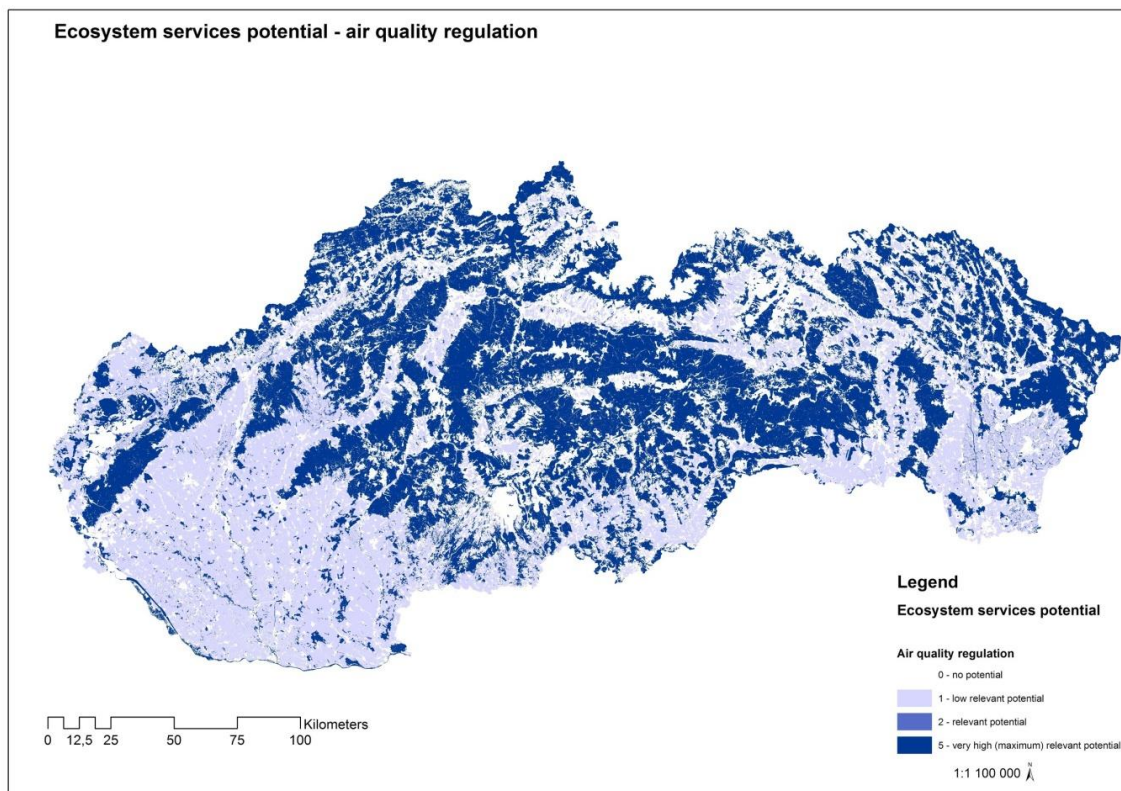 Ecosystem services potential - air quality regulation
Legend
Ecosystem services potential
Air quality regulation
0 - no potential
1 - low relevant potential
2 - relevant potential
5 - very high (maximum) relevant potential
1:1 100 000
N
Kilometers
0 12,5 25 50 75 100